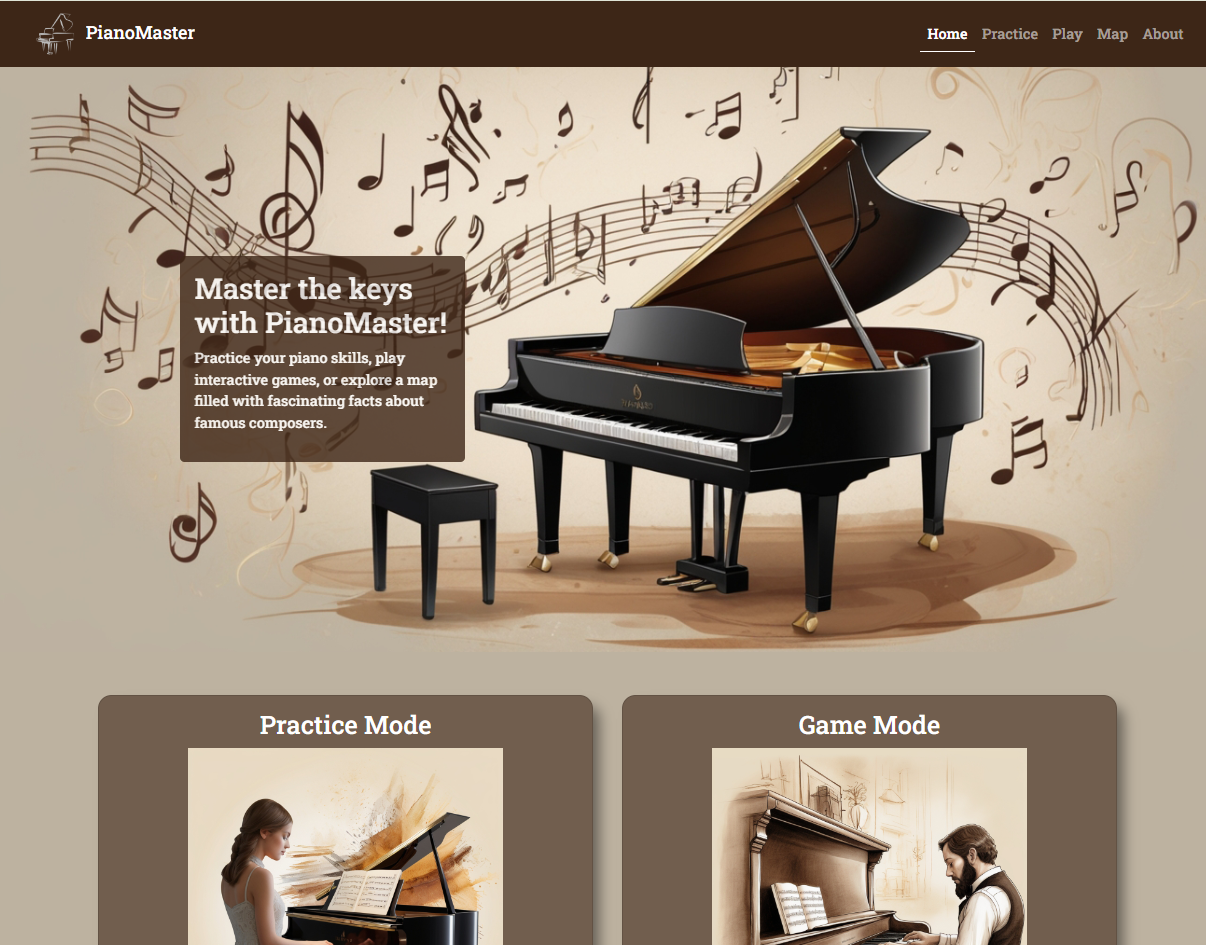 PianoMaster
Home Practice Play Map About
Master the keys
with PianoMaster!
Practice your piano skills, play
interactive games, or explore a map
filled with fascinating facts about
famous composers.
Practice Mode
Game Mode